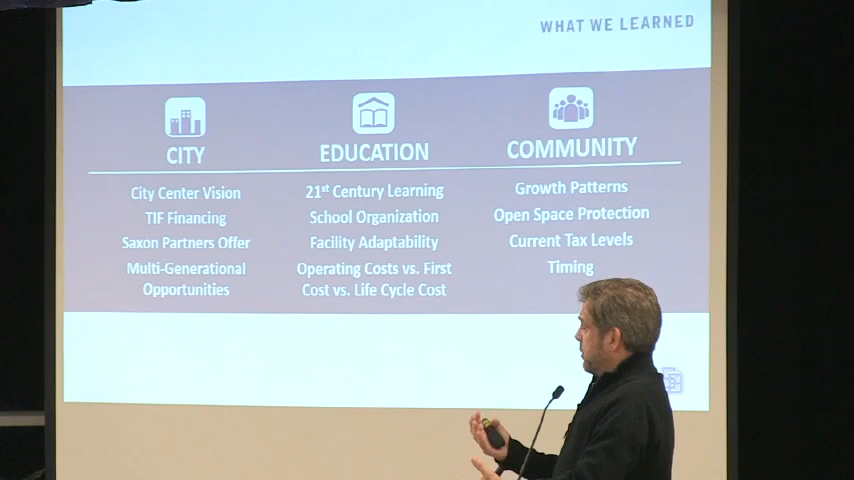 WHAT WE LEARNED
CITY
City Center Vision
TIF Financing
Saxon Partners Offer
Multi-Generational
Opportunities
EDUCATION
21st Century Learning
School Organization
Facility Adaptability
Operating Costs vs. First
Cost vs. Life Cycle Cost
COMMUNITY
Growth Patterns
Open Space Protection
Current Tax Levels
Timing